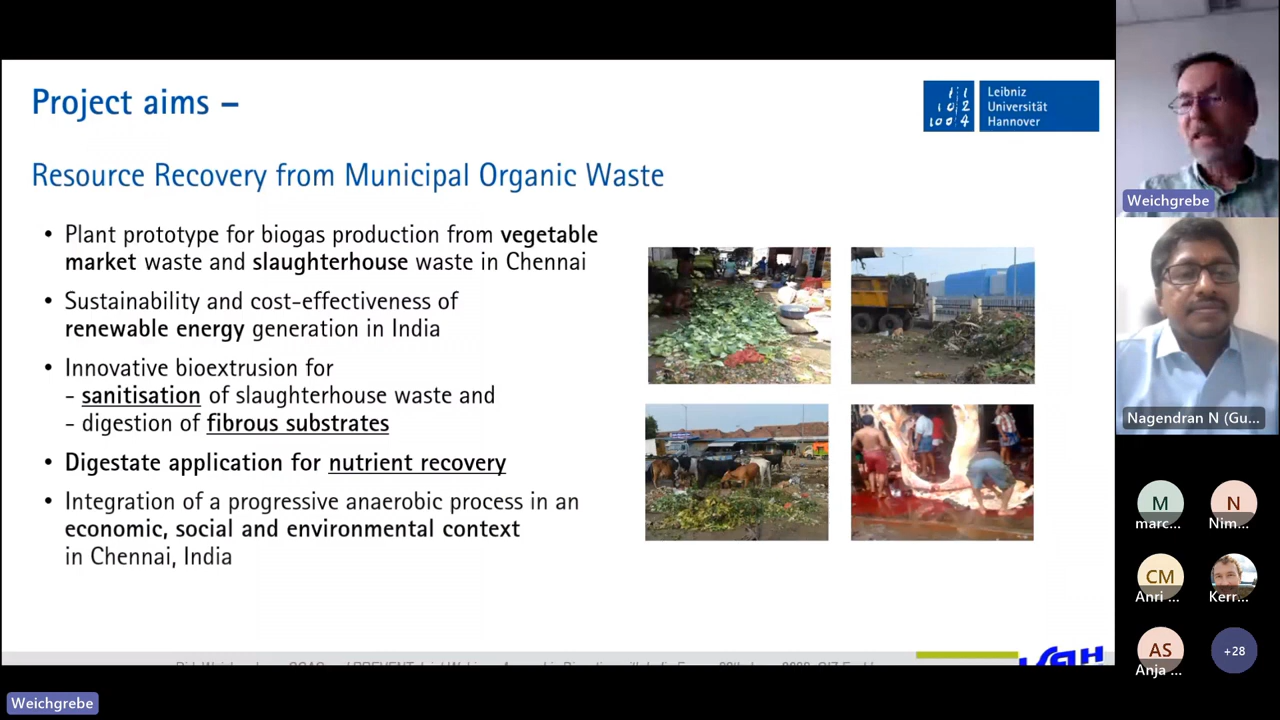 Project aims –
Leibniz
Universität
Hannover
Resource Recovery from Municipal Organic Waste
• Plant prototype for biogas production from vegetable
market waste and slaughterhouse waste in Chennai
• Sustainability and cost-effectiveness of
renewable energy generation in India
• Innovative bioextrusion for
- sanitisation of slaughterhouse waste and
- digestion of fibrous substrates
• Digestate application for nutrient recovery
• Integration of a progressive anaerobic process in an
economic, social and environmental context
in Chennai, India
Weichgrebe
Nagendran N (Gu...
M
marc...
N
Nim...
CM
Anri ...
Kerr...
AS
Anja ...
+28
Weichgrebe